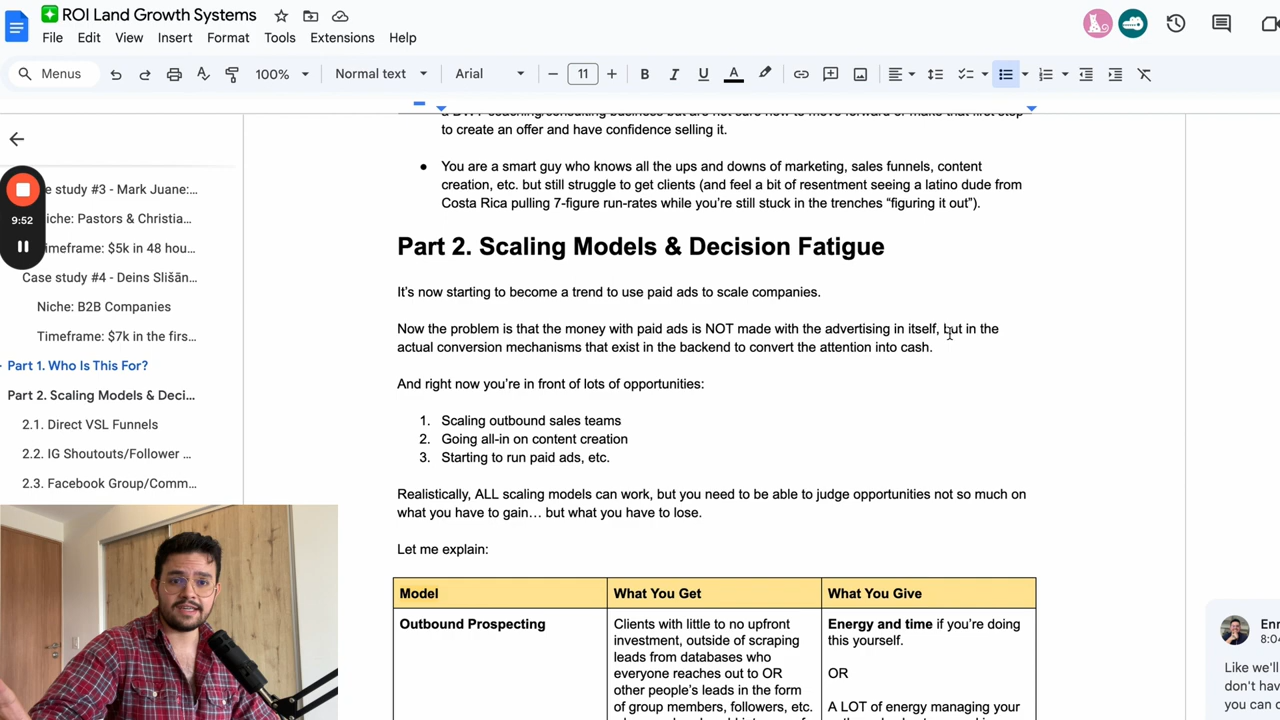 ROI Land Growth Systems
File Edit View Insert Format Tools Extensions Help
Menus
100%
Normal text
Arial
11
9:52
e study #3 - Mark Juane:...
iche: Pastors & Christia...
imeframe: $5k in 48 hou...
Case study #4 - Deins Slišān...
Niche: B2B Companies
Timeframe: $7k in the firs...
Part 1. Who Is This For?
Part 2. Scaling Models & Deci...
2.1. Direct VSL Funnels
2.2. IG Shoutouts/Follower ...
2.3. Facebook Group/Comm...
to create an offer and have confidence selling it.
● You are a smart guy who knows all the ups and downs of marketing, sales funnels, content
creation, etc. but still struggle to get clients (and feel a bit of resentment seeing a latino dude from
Costa Rica pulling 7-figure run-rates while you’re still stuck in the trenches “figuring it out”).
Part 2. Scaling Models & Decision Fatigue
It’s now starting to become a trend to use paid ads to scale companies.
Now the problem is that the money with paid ads is NOT made with the advertising in itself, but in the
actual conversion mechanisms that exist in the backend to convert the attention into cash.
And right now you’re in front of lots of opportunities:
1. Scaling outbound sales teams
2. Going all-in on content creation
3. Starting to run paid ads, etc.
Realistically, ALL scaling models can work, but you need to be able to judge opportunities not so much on
what you have to gain… but what you have to lose.
Let me explain:
Model What You Get What You Give
Outbound Prospecting
Clients with little to no upfront
investment, outside of scraping
leads from databases who
everyone reaches out to OR
other people’s leads in the form
of group members, followers, etc.
Energy and time if you’re doing
this yourself.
OR
A LOT of energy managing your
Enr
8:04
Like we'll
don't hav
you can c